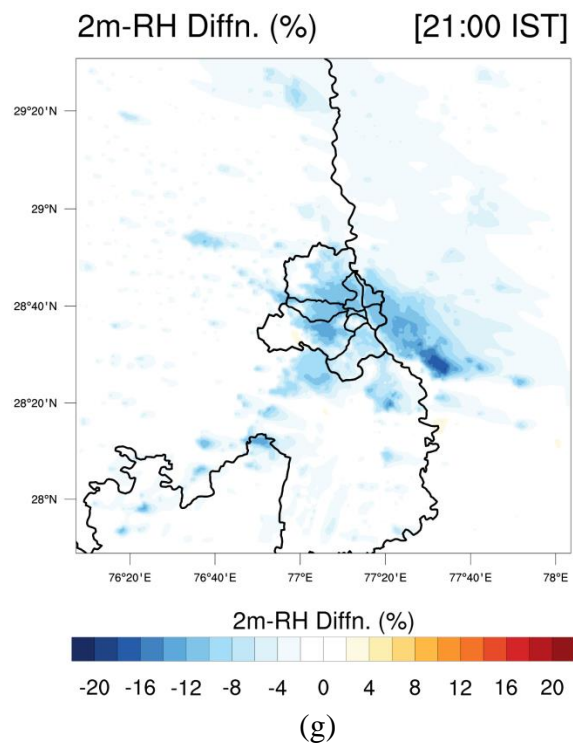 2m-RH Diffn. (%) [21:00 IST]
29°20'N
29°N
28°40'N
28°20'N
28°N
76°20'E 76°40'E 77°E 77°20'E 77°40'E 78°E
2m-RH Diffn. (%)
-20 -16 -12 -8 -4 0 4 8 12 16 20
(g)